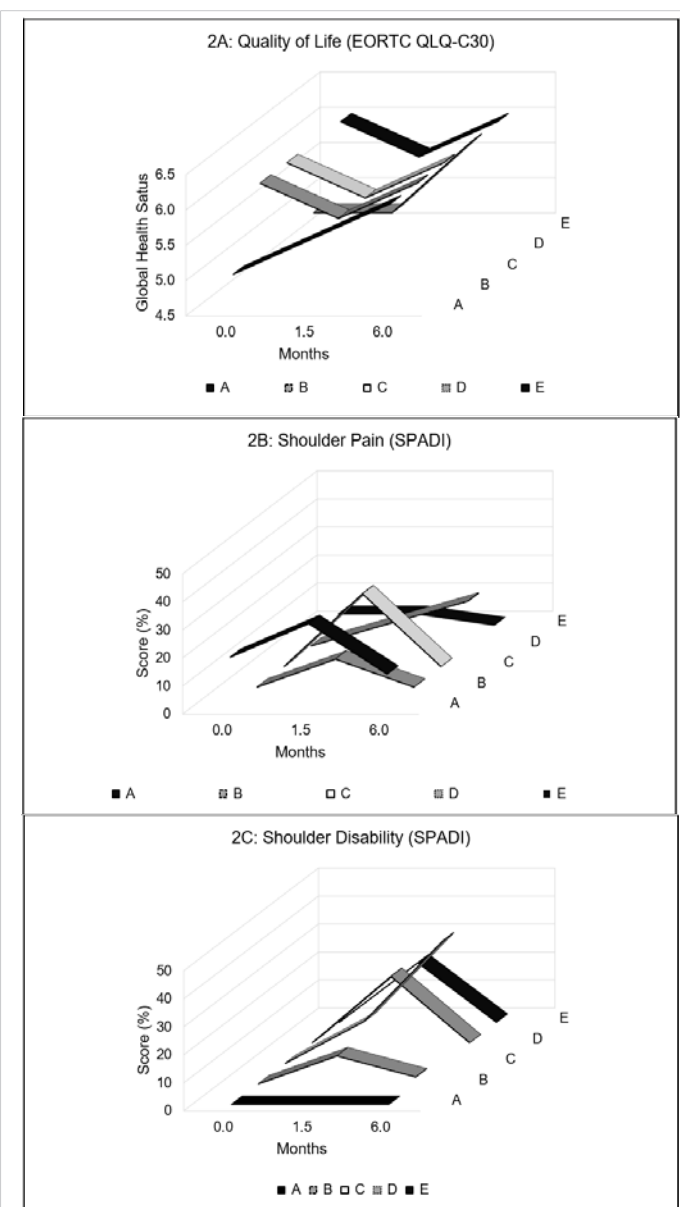 2A: Quality of Life (EORTC QLQ-C30)
Global Health Satus
6.5
6.0
5.5
5.0
4.5
0.0 1.5 6.0
Months
A
B
C
D
E
A B C D E
2B: Shoulder Pain (SPADI)
Score (%)
50
40
30
20
10
0
0.0 1.5 6.0
Months
A
B
C
D
E
A B C D E
2C: Shoulder Disability (SPADI)
Score (%)
50
40
30
20
10
0
0.0 1.5 6.0
Months
A
B
C
D
E
A B C D E